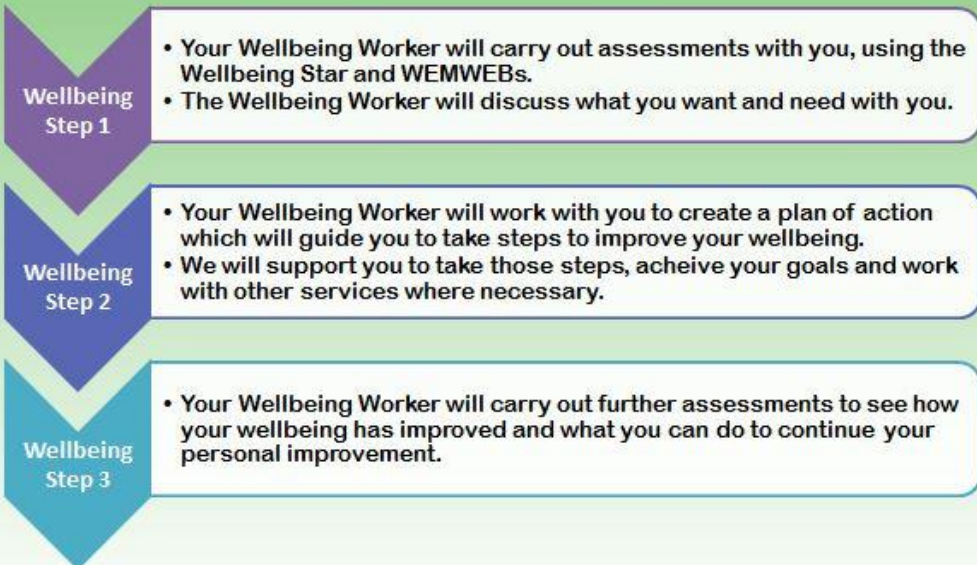 Wellbeing
Step 1
• Your Wellbeing Worker will carry out assessments with you, using the
Wellbeing Star and WEMWEBs.
• The Wellbeing Worker will discuss what you want and need with you.
Wellbeing
Step 2
• Your Wellbeing Worker will work with you to create a plan of action
which will guide you to take steps to improve your wellbeing.
• We will support you to take those steps, acheive your goals and work
with other services where necessary.
Wellbeing
Step 3
• Your Wellbeing Worker will carry out further assessments to see how
your wellbeing has improved and what you can do to continue your
personal improvement.